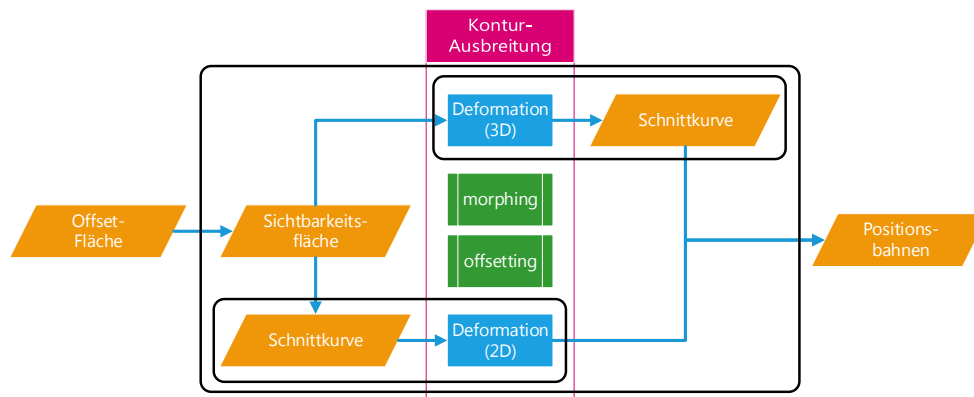 Kontur-
Ausbreitung
Deformation
(3D)
Schnittkurve
morphing
Offset-
Fläche
Sichtbarkeits-
fläche
Positions-
bahnen
offsetting
Schnittkurve
Deformation
(2D)